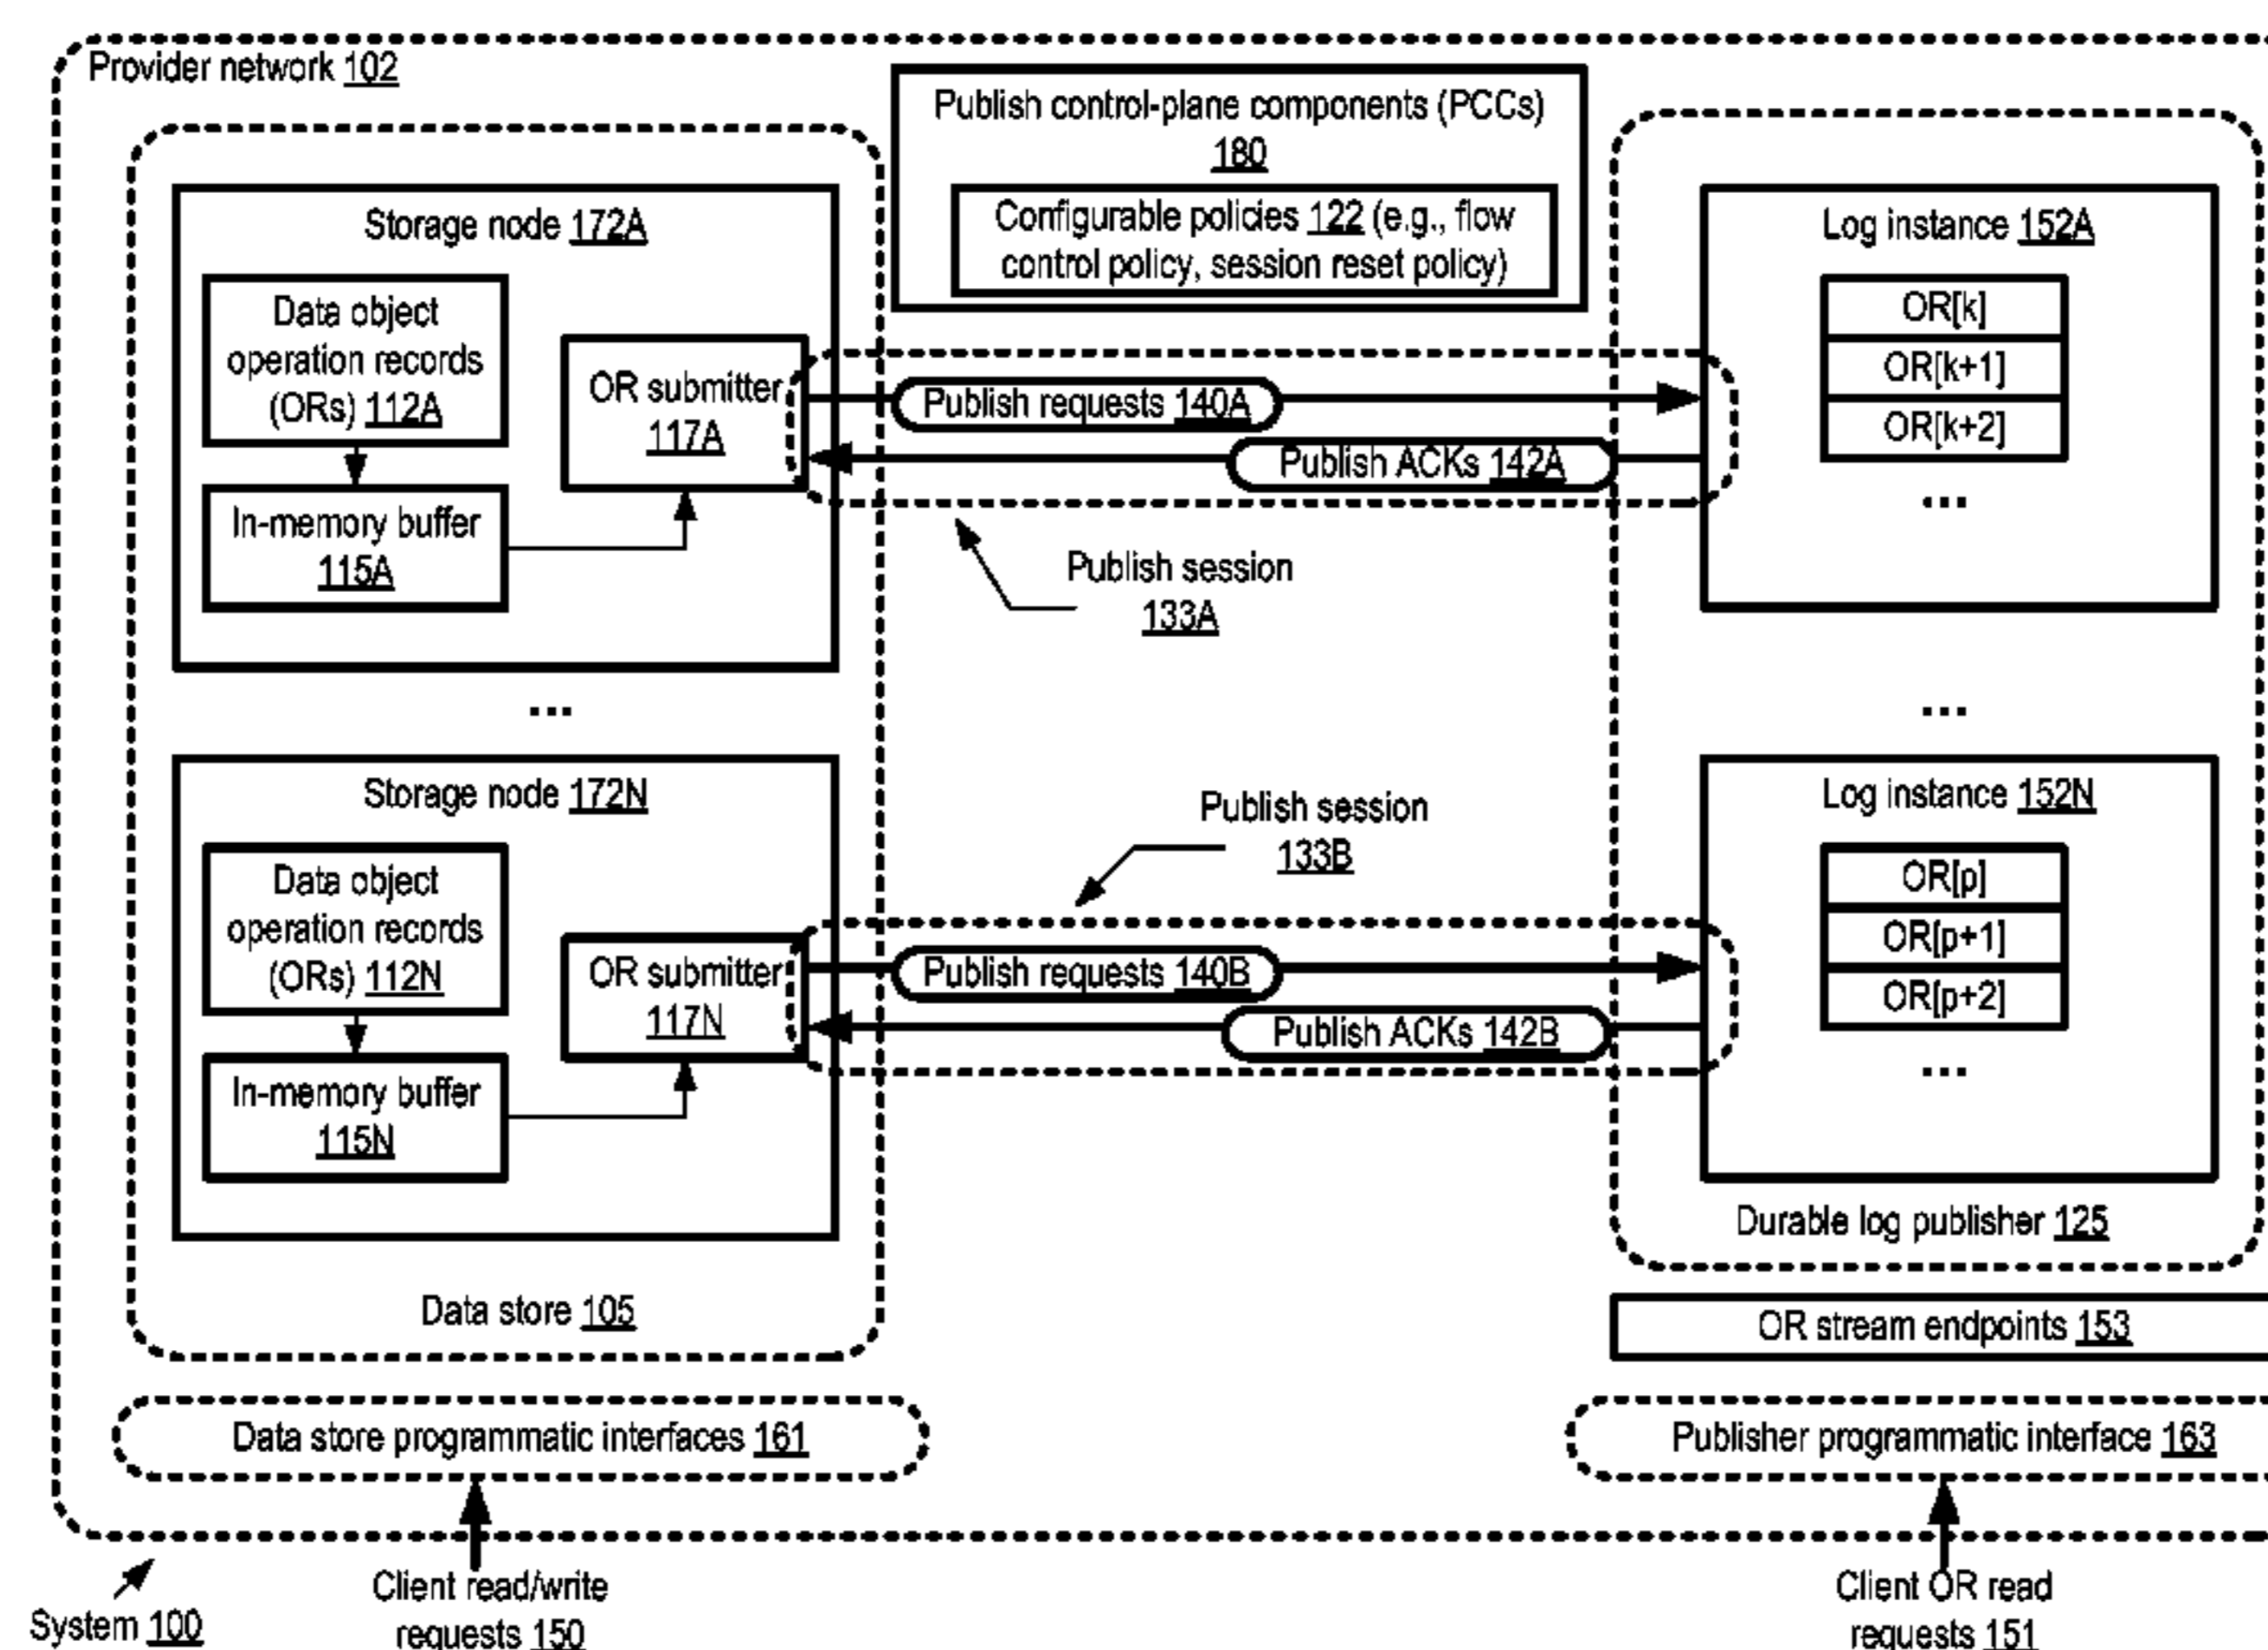 Provider network 102
Publish control-plane components (PCCs)
180
Configurable policies 122 (e.g., flow
control policy, session reset policy)
Storage node 172A
Data object
operation records
(ORs) 112A
In-memory buffer
115A
OR submitter
117A
Publish requests 140A
Publish ACKs 142A
Publish session
133A
Log instance 152A
OR[k]
OR[k+1]
OR[k+2]
...
...
...
Storage node 172N
Data object
operation records
(ORs) 112N
In-memory buffer
115N
OR submitter
117N
Publish session
133B
Publish requests 140B
Publish ACKs 142B
Log instance 152N
OR[p]
OR[p+1]
OR[p+2]
...
Durable log publisher 125
Data store 105
OR stream endpoints 153
Data store programmatic interfaces 161
Publisher programmatic interface 163
System 100
Client read/write
requests 150
Client OR read
requests 151